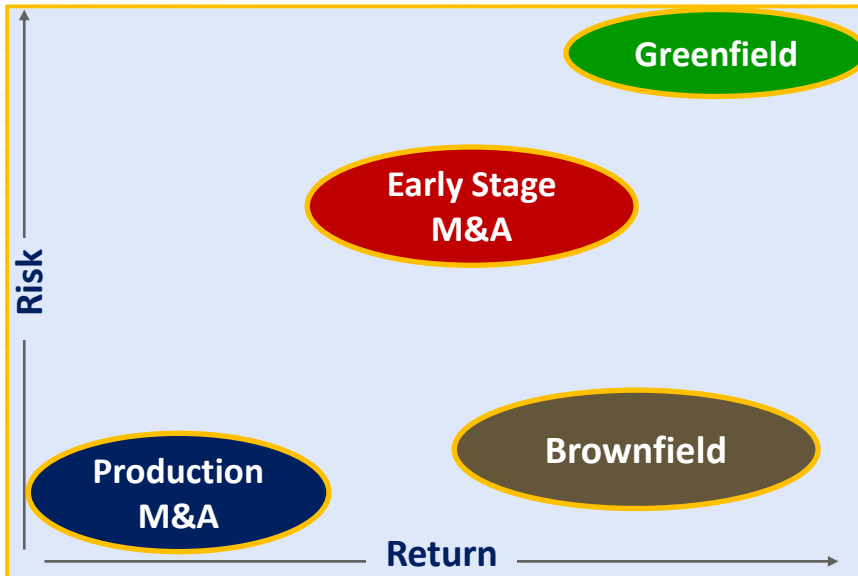 Greenfield
Early Stage
M&A
Risk
Brownfield
Production
M&A
Return